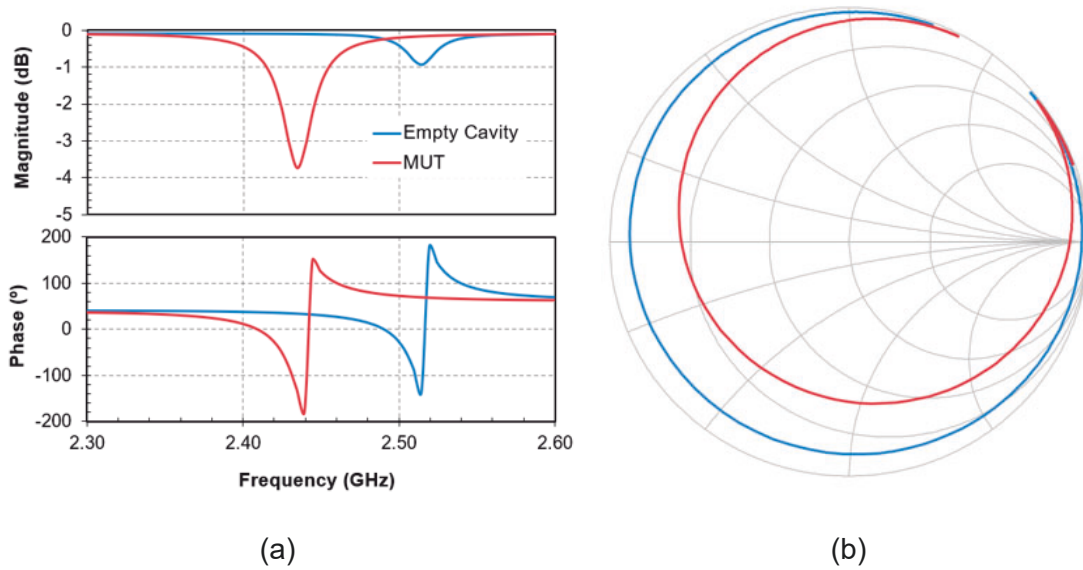 0
-1
-2
-3
-4
-5
Magnitude (dB)
Empty Cavity
MUT
200
100
0
-100
-200
Phase (º)
2.30
2.40
2.50
2.60
Frequency (GHz)
(a)
(b)